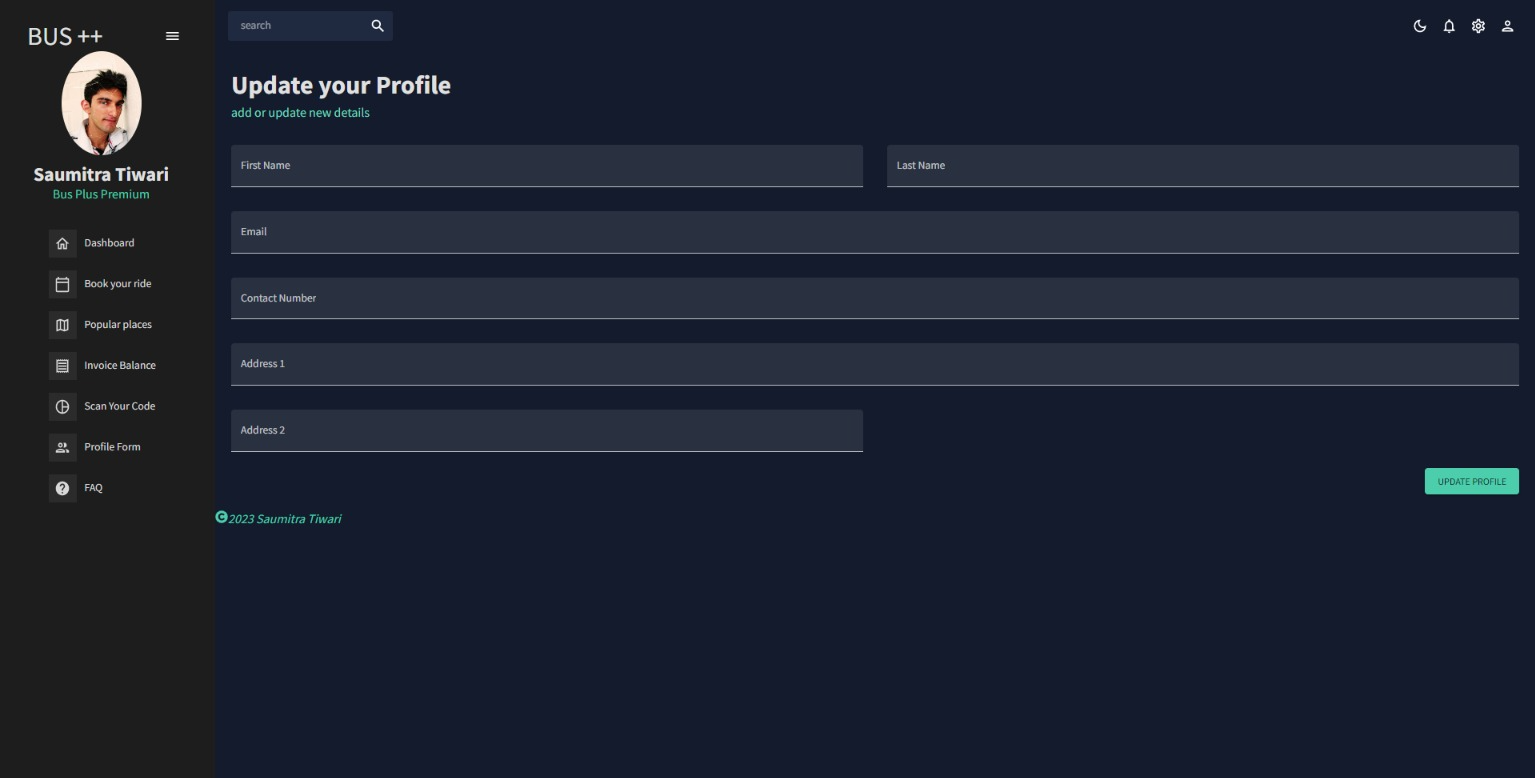 BUS ++
Saumitra Tiwari
Bus Plus Premium
Dashboard
Book your ride
Popular places
Invoice Balance
Scan Your Code
Profile Form
FAQ
search
Update your Profile
add or update new details
First Name
Last Name
Email
Contact Number
Address 1
Address 2
UPDATE PROFILE
©2023 Saumitra Tiwari